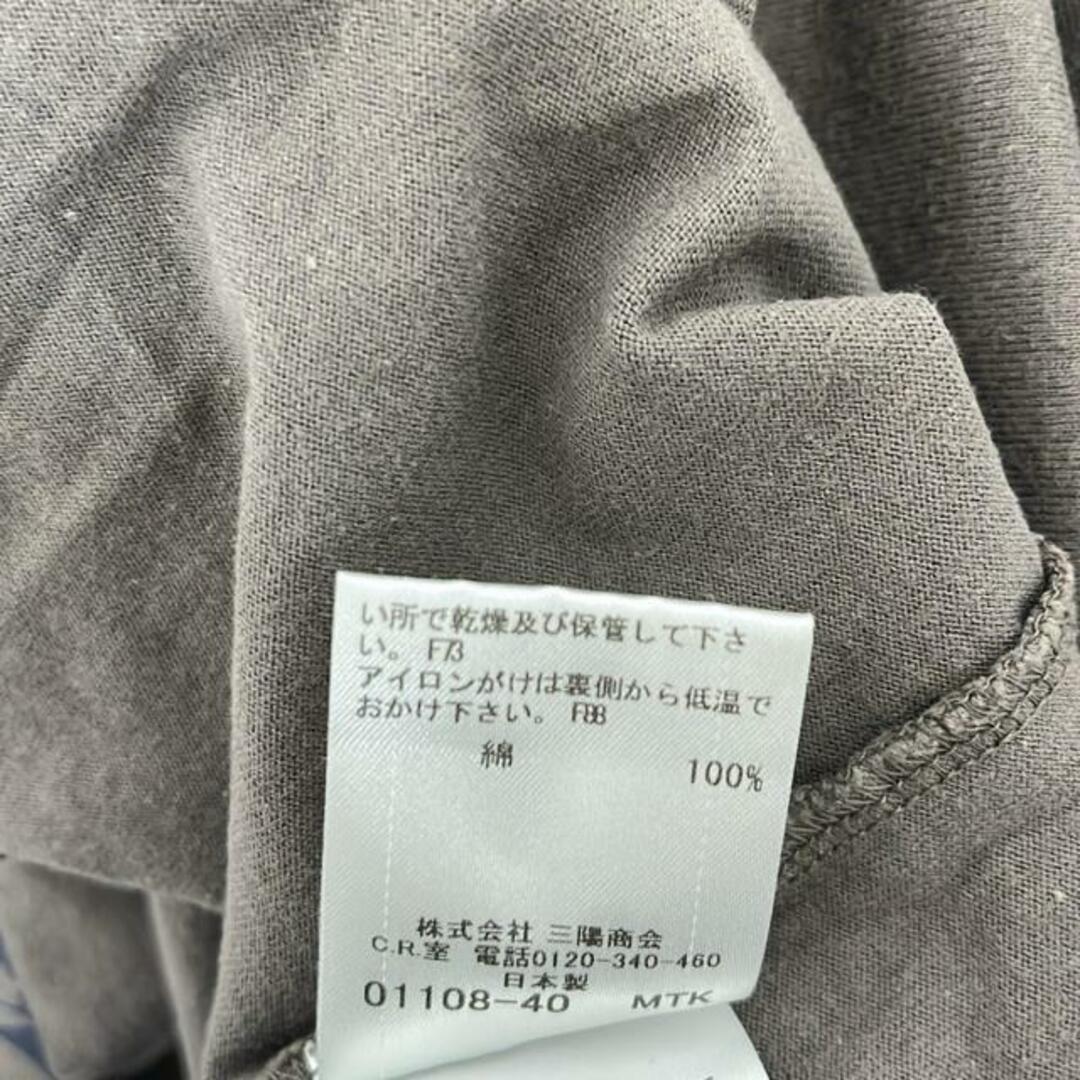 い所で乾燥及び保管して下さ
い。 F73
アイロンがけは裏側から低温で
おかけ下さい。 F88
綿 100%
株式会社 三陽商会
C.R.室 電話0120-340-460
日本製
01108-40 MTK